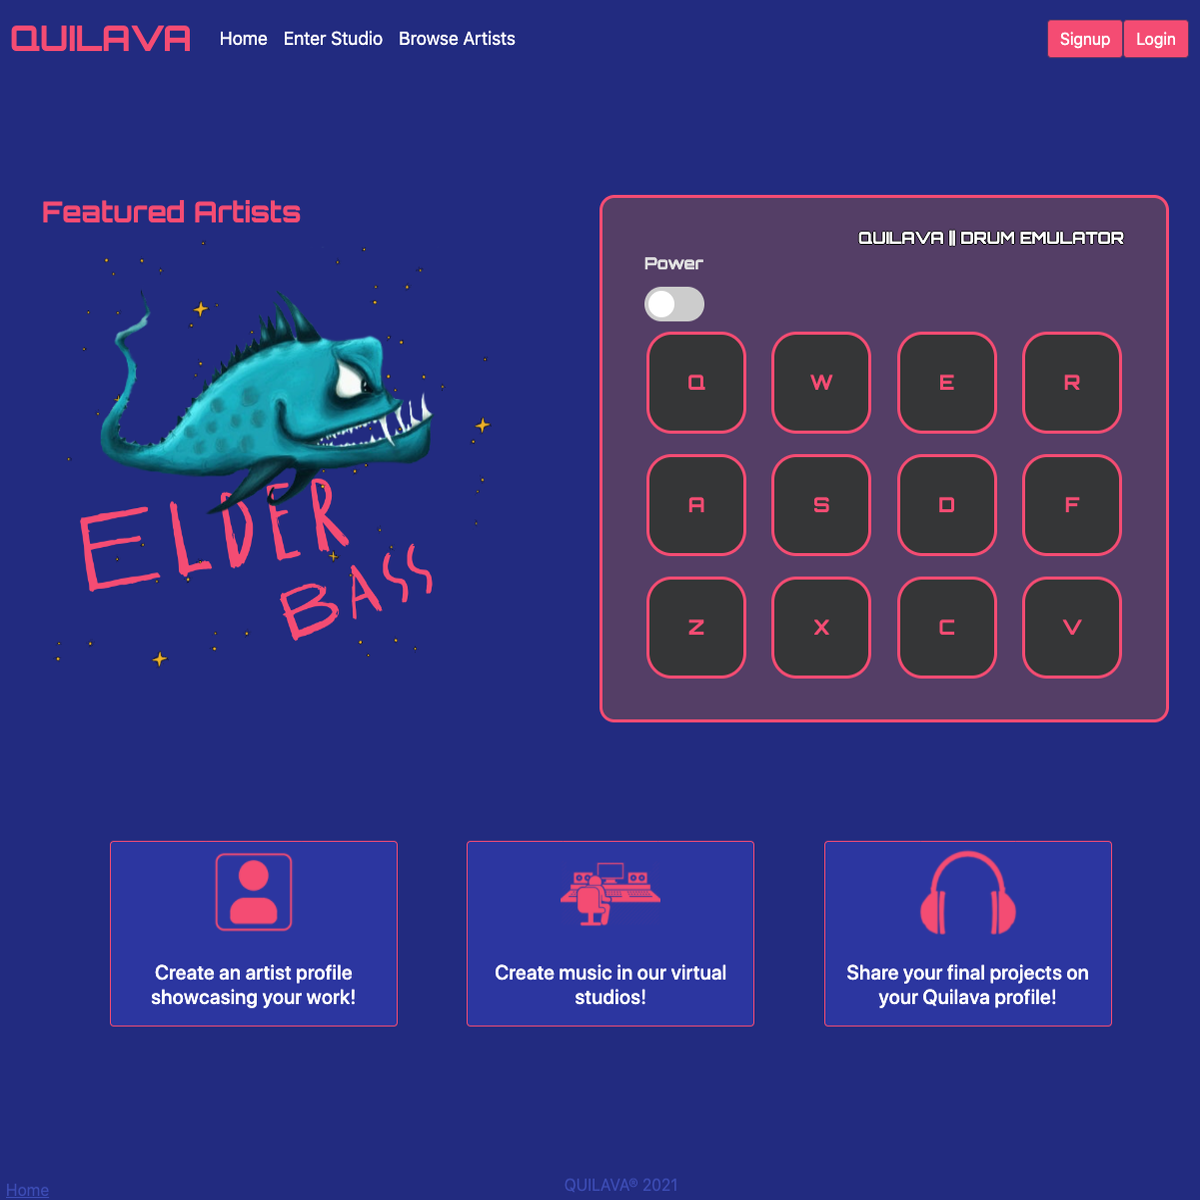 QUILAVA
Home Enter Studio Browse Artists
Signup Login
Featured Artists
ELDER
BASS
QUILAVA || DRUM EMULATOR
Power
Q W E R
A S D F
Z X C V
Create an artist profile
showcasing your work!
Create music in our virtual
studios!
Share your final projects on
your Quilava profile!
QUILAVA® 2021
Home